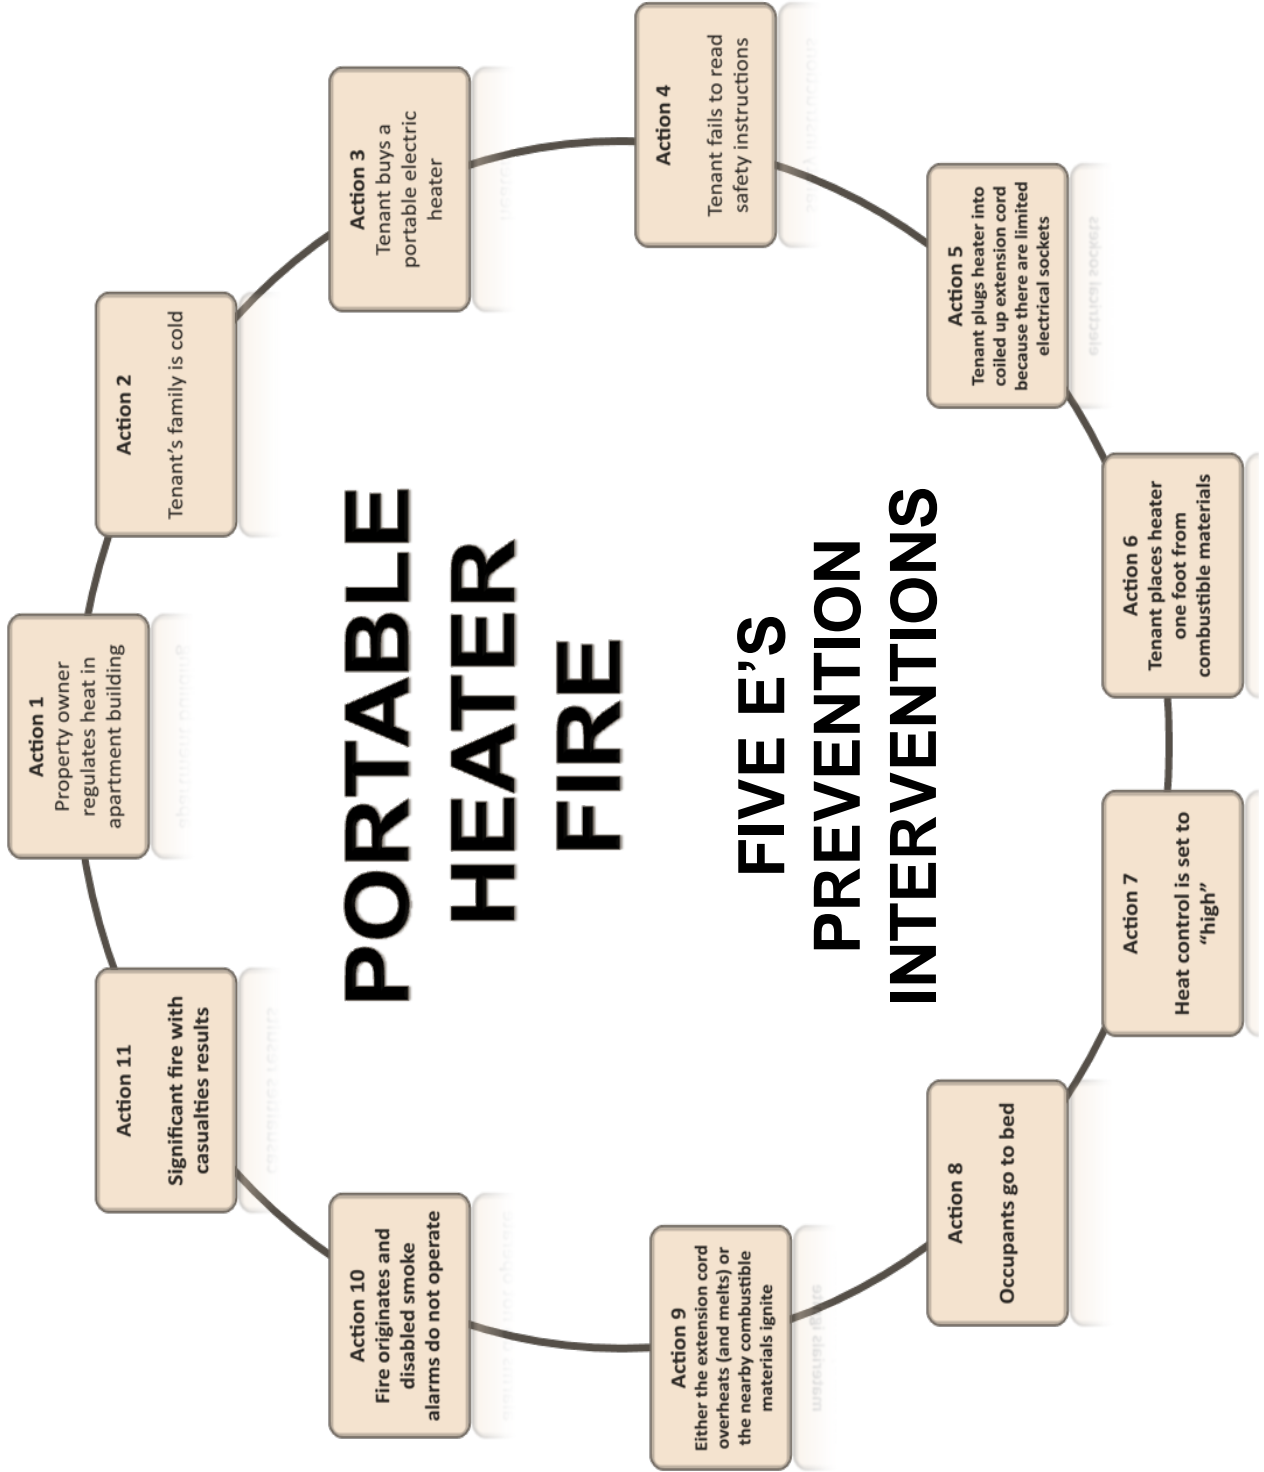 PORTABLE
HEATER
FIRE
FIVE E’S
PREVENTION
INTERVENTIONS
Action 1
Property owner
regulates heat in
apartment building
Action 2
Tenant’s family is cold
Action 3
Tenant buys a
portable electric
heater
Action 4
Tenant fails to read
safety instructions
Action 5
Tenant plugs heater into
coiled up extension cord
because there are limited
electrical sockets
Action 6
Tenant places heater
one foot from
combustible materials
Action 7
Heat control is set to
“high”
Action 8
Occupants go to bed
Action 9
Either the extension cord
overheats (and melts) or
the nearby combustible
materials ignite
Action 10
Fire originates and
disabled smoke
alarms do not operate
Action 11
Significant fire with
casualties results